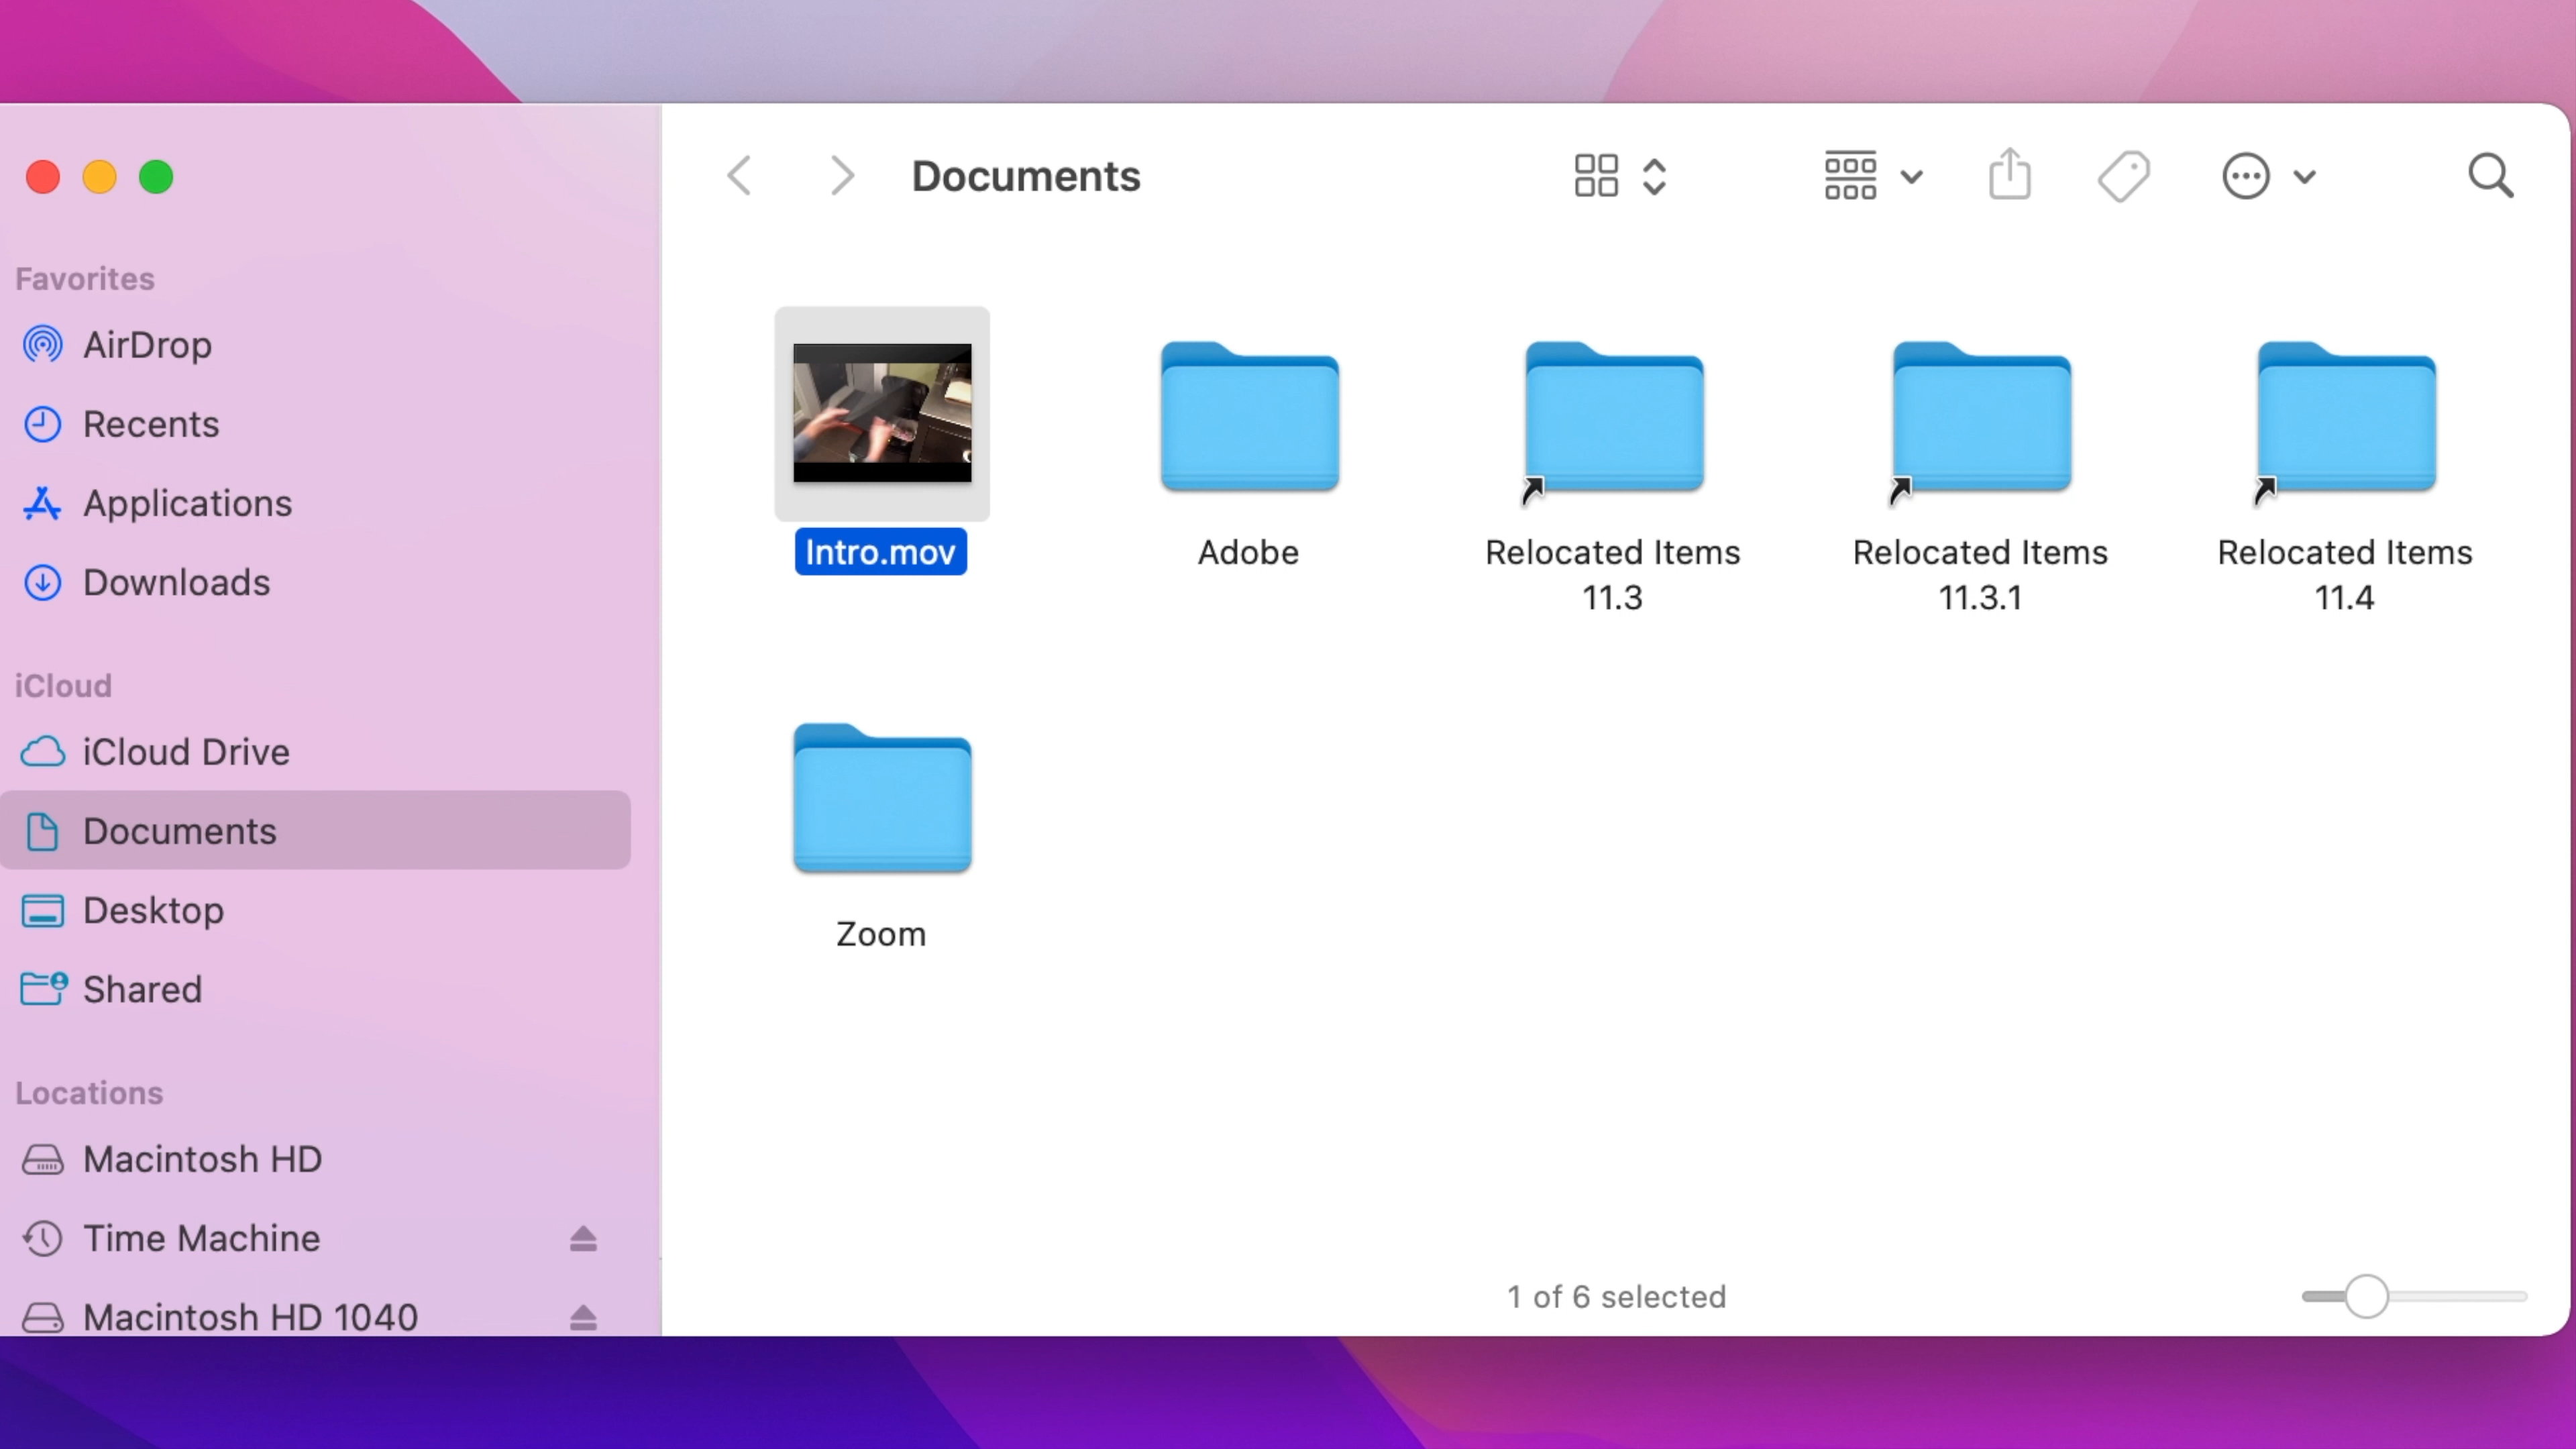 Documents
Favorites
AirDrop
Recents
Applications
Downloads
iCloud
iCloud Drive
Documents
Desktop
Shared
Locations
Macintosh HD
Time Machine
Macintosh HD 1040
Intro.mov
Adobe
Relocated Items
11.3
Relocated Items
11.3.1
Relocated Items
11.4
Zoom
1 of 6 selected